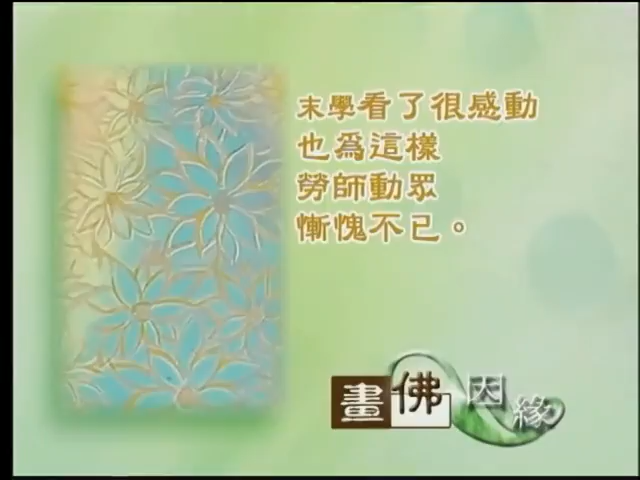 末學看了很感動
也為這樣
勞師動眾
慚愧不已。
畫佛因緣